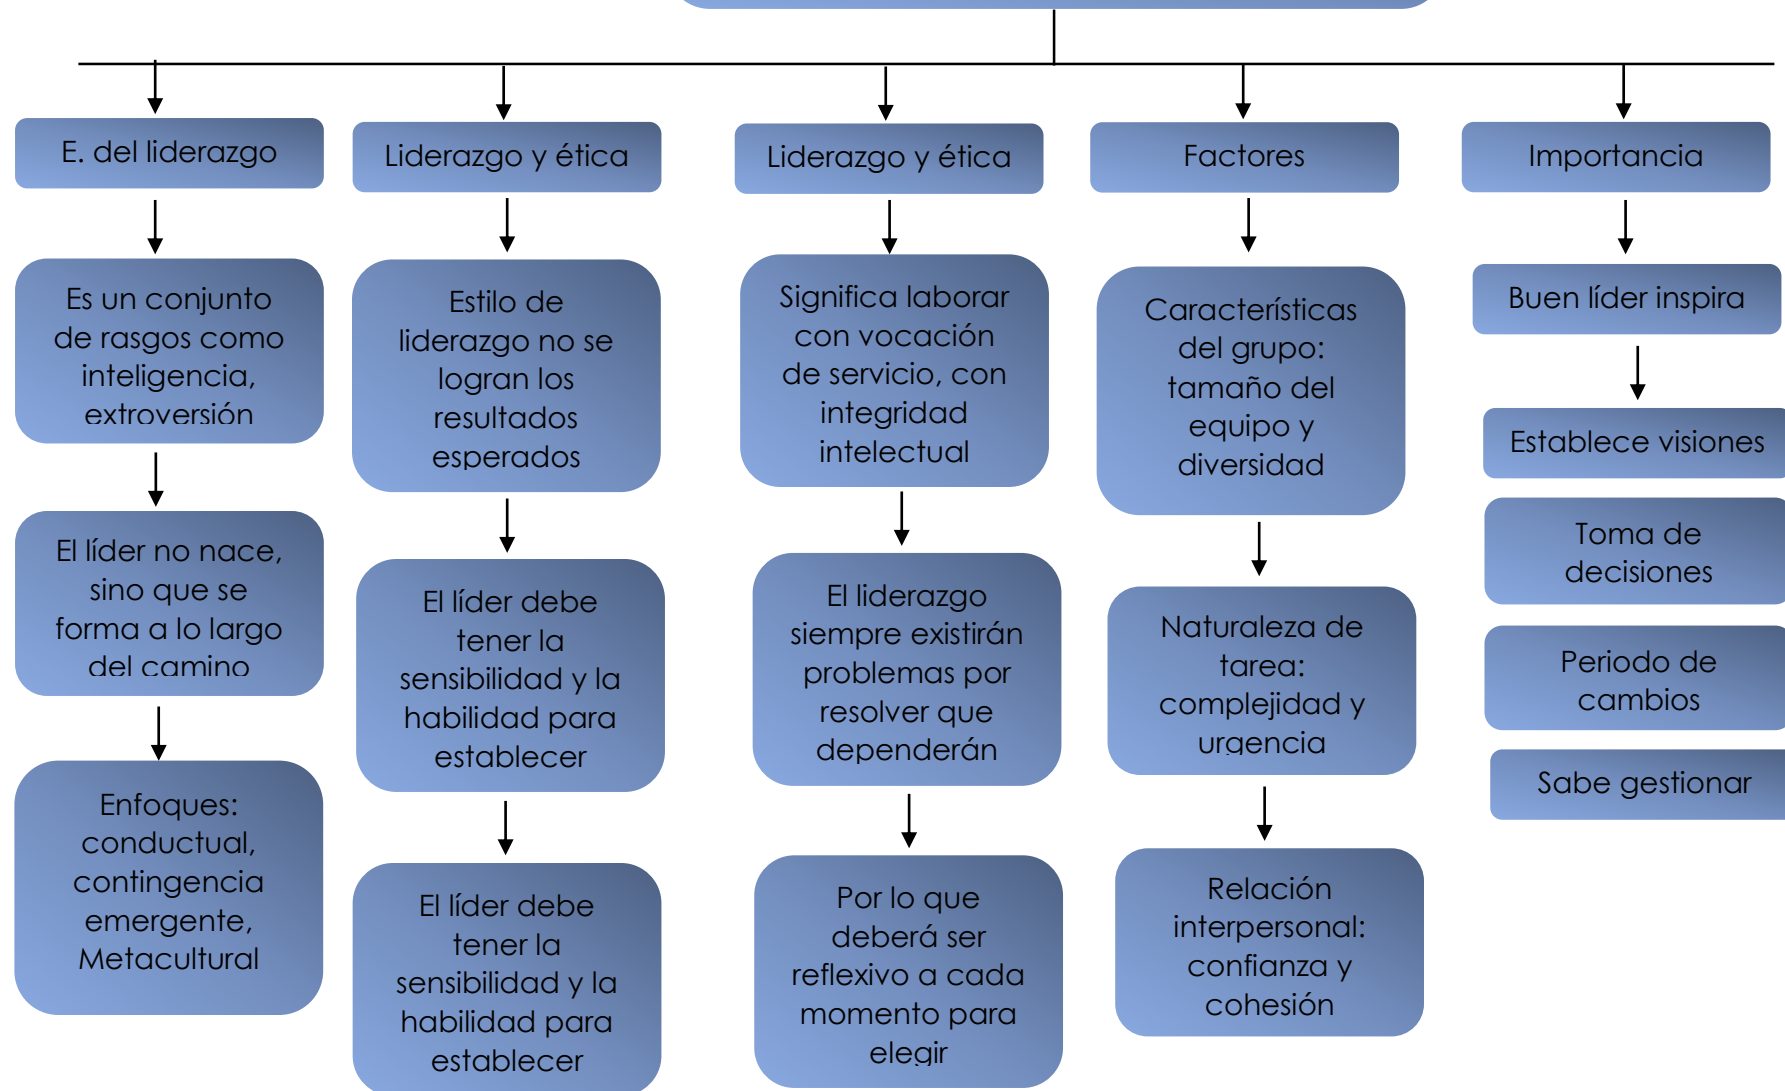 E. del liderazgo
Es un conjunto
de rasgos como
inteligencia,
extroversión
El líder no nace,
sino que se
forma a lo largo
del camino
Enfoques:
conductual,
contingencia
emergente,
Metacultural
Liderazgo y ética
Estilo de
liderazgo no se
logran los
resultados
esperados
El líder debe
tener la
sensibilidad y la
habilidad para
establecer
El líder debe
tener la
sensibilidad y la
habilidad para
establecer
Liderazgo y ética
Significa laborar
con vocación
de servicio, con
integridad
intelectual
El liderazgo
siempre existirán
problemas por
resolver que
dependerán
Por lo que
deberá ser
reflexivo a cada
momento para
elegir
Factores
Característícas
del grupo:
tamaño del
equipo y
diversidad
Naturaleza de
tarea:
complejidad y
urgencia
Relación
interpersonal:
confianza y
cohesión
Importancia
Buen líder inspira
Establece visiones
Toma de
decisiones
Periodo de
cambios
Sabe gestionar